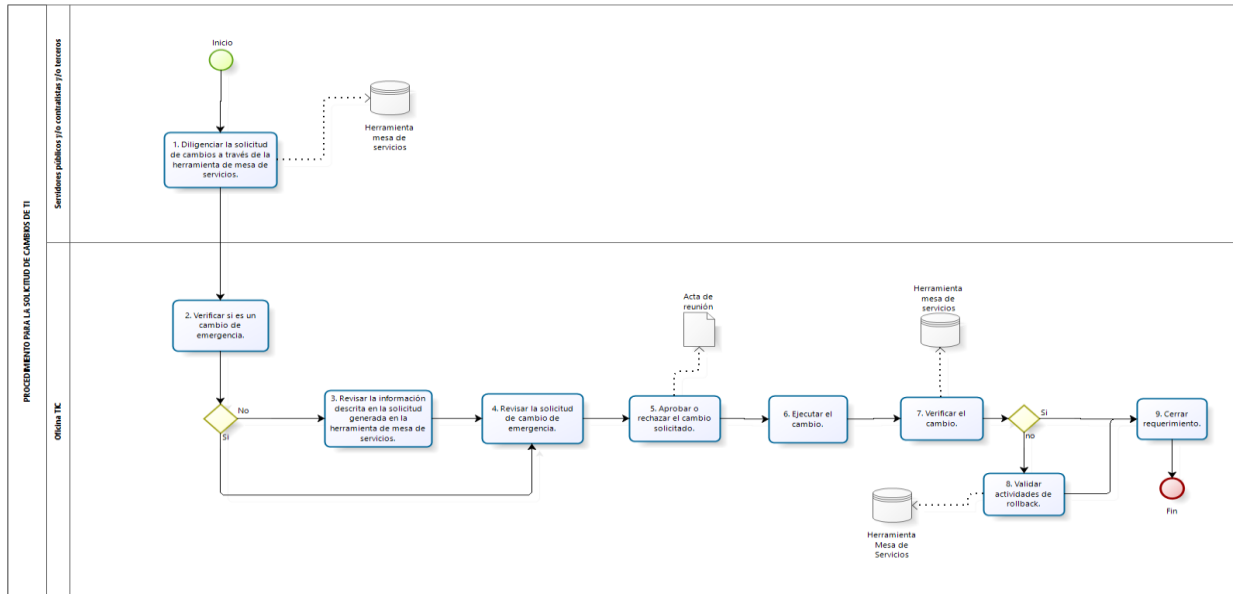 PROCEDIMIENTO PARA LA SOLICITUD DE CAMBIOS DE TI
Servidores públicos y/o contratistas y/o terceros
Inicio
1. Diligenciar la solicitud
de cambios a través de la
herramienta de mesa de
servicios.
Herramienta
mesa de
servicios
Oficina TIC
2. Verificar si es un
cambio de
emergencia.
No
Si
3. Revisar la información
descrita en la solicitud
generada en la
herramienta de mesa de
servicios.
4. Revisar la solicitud
de cambio de
emergencia.
Acta de
reunión
5. Aprobar o
rechazar el cambio
solicitado.
6. Ejecutar el
cambio.
Herramienta
mesa de
servicios
7. Verificar el
cambio.
Si
no
8. Validar
actividades de
rollback.
Herramienta
Mesa de
Servicios
9. Cerrar
requerimiento.
Fin